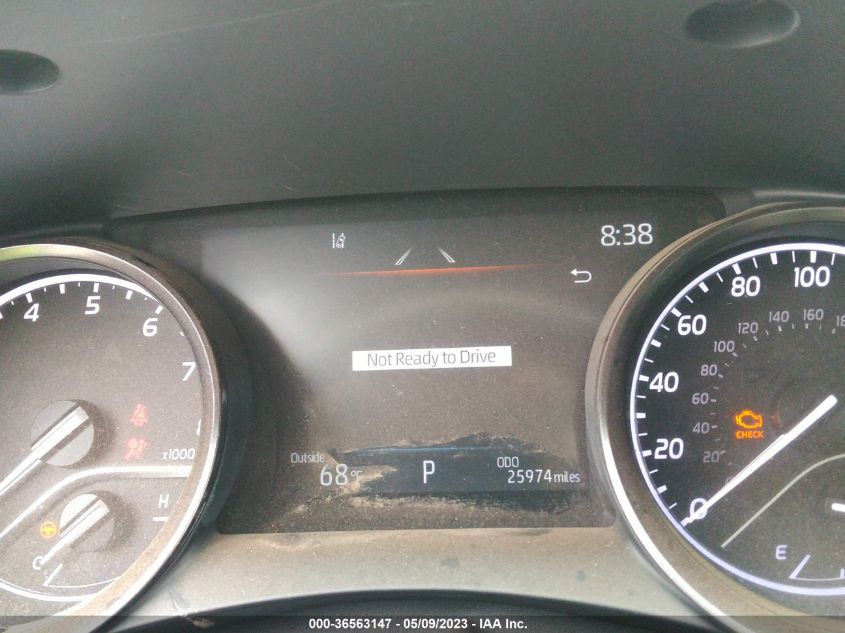 8:38
4 5 6 7 8
x1000
H
C
Not Ready to Drive
Outside
68°F
P
ODO
25974 miles
0 20 40 60 80 100
20 40 60 80 100 120 140 160
CHECK
E
000-36563147 - 05/09/2023 - IAA Inc.